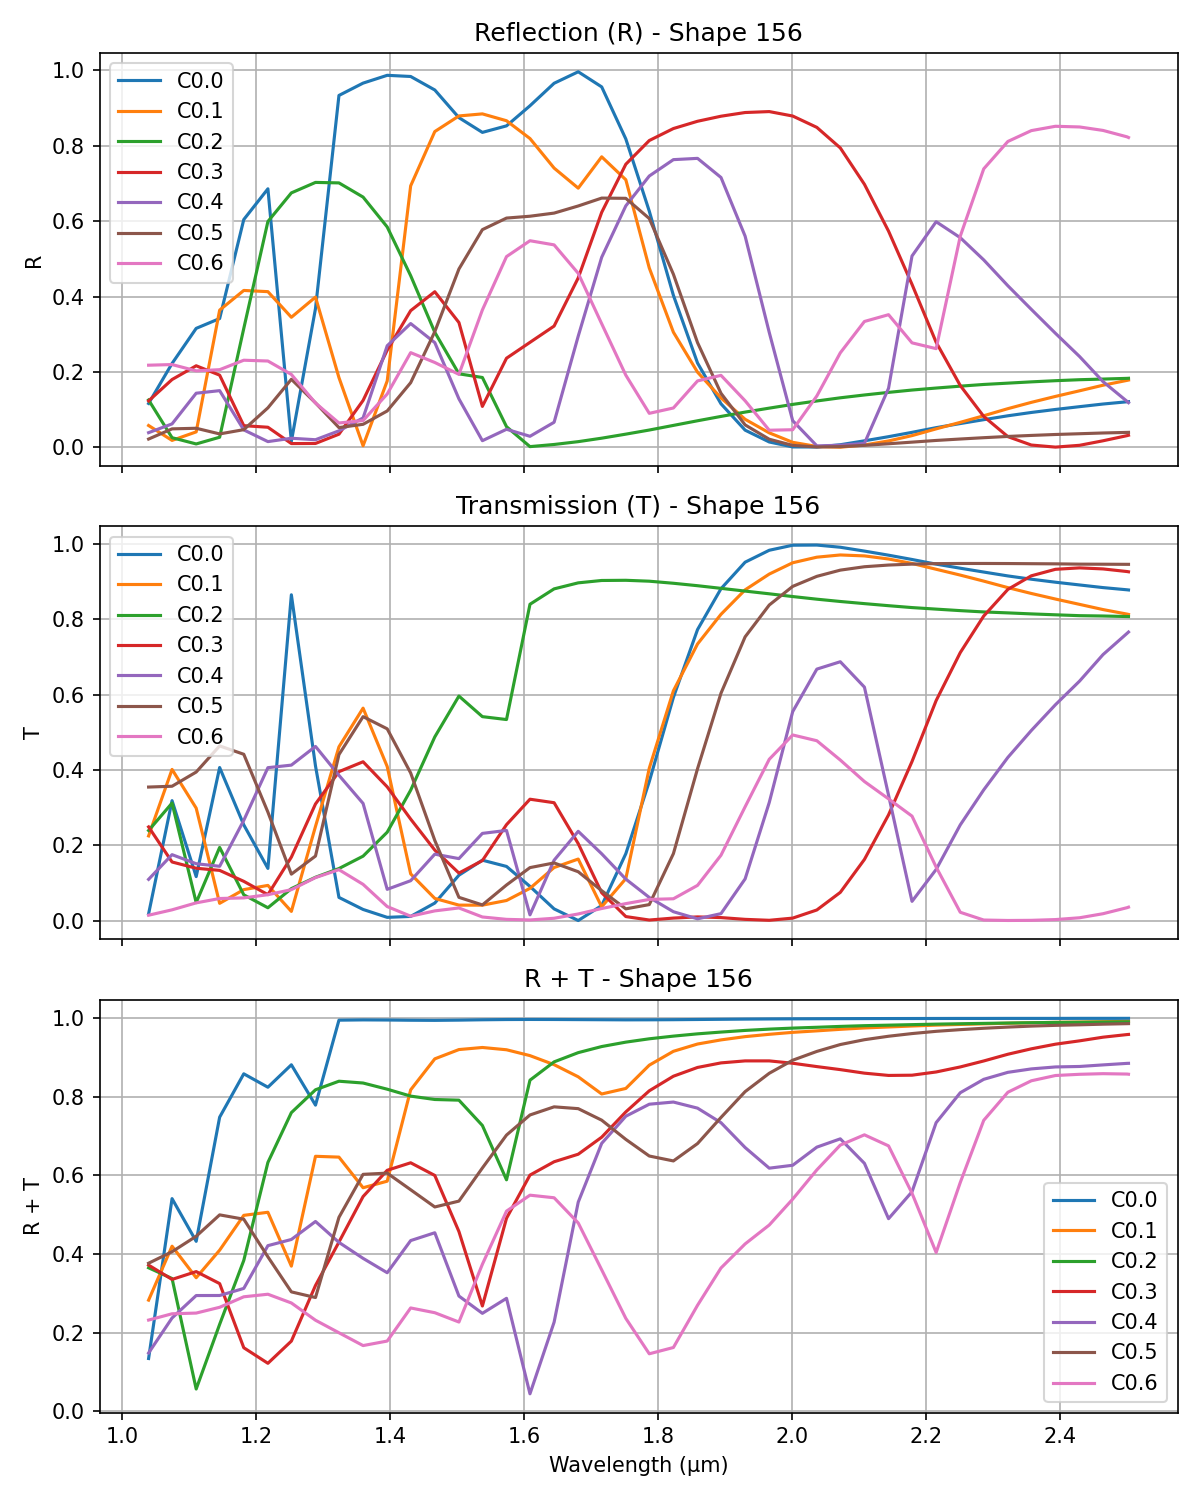 Reflection (R) - Shape 156
1.0
0.8
0.6
0.4
0.2
0.0
R
C0.0
C0.1
C0.2
C0.3
C0.4
C0.5
C0.6
Transmission (T) - Shape 156
1.0
0.8
0.6
0.4
0.2
0.0
T
C0.0
C0.1
C0.2
C0.3
C0.4
C0.5
C0.6
R + T - Shape 156
1.0
0.8
0.6
0.4
0.2
0.0
R + T
C0.0
C0.1
C0.2
C0.3
C0.4
C0.5
C0.6
1.0 1.2 1.4 1.6 1.8 2.0 2.2 2.4
Wavelength (μm)